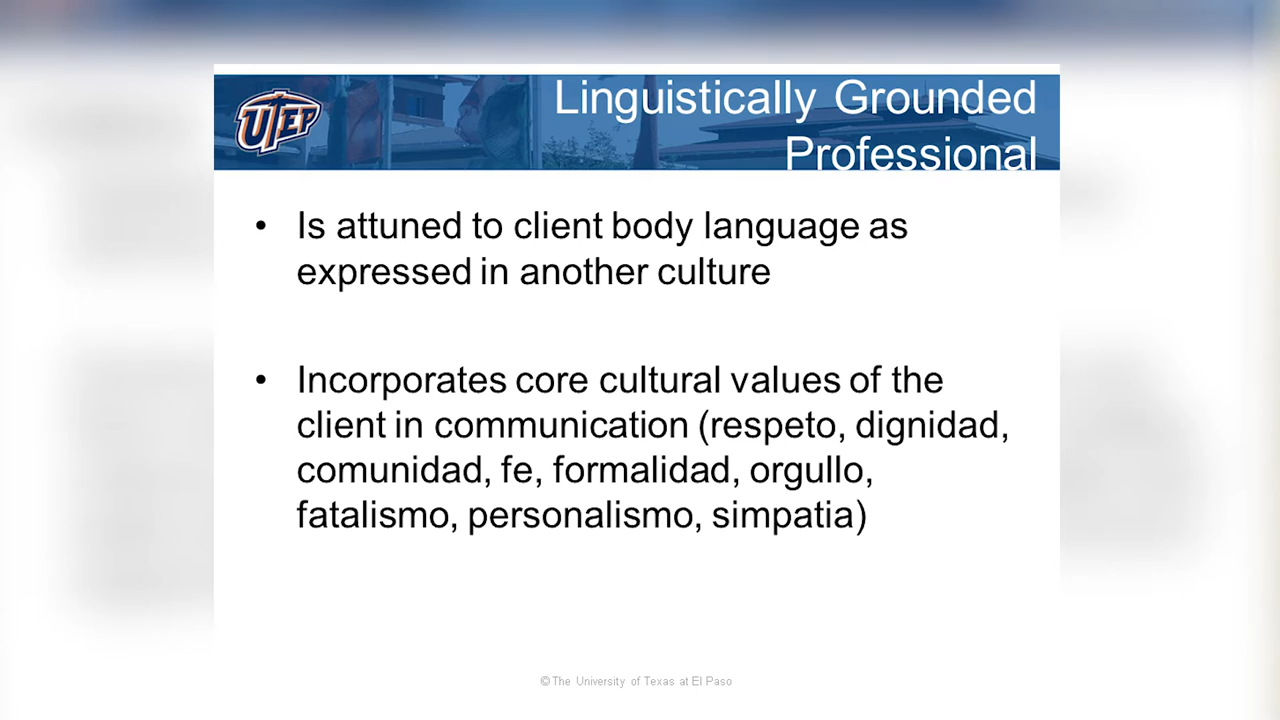 UTEP
Linguistically Grounded
Professional
• Is attuned to client body language as
expressed in another culture
• Incorporates core cultural values of the
client in communication (respeto, dignidad,
comunidad, fe, formalidad, orgullo,
fatalismo, personalismo, simpatia)
© The University of Texas at El Paso